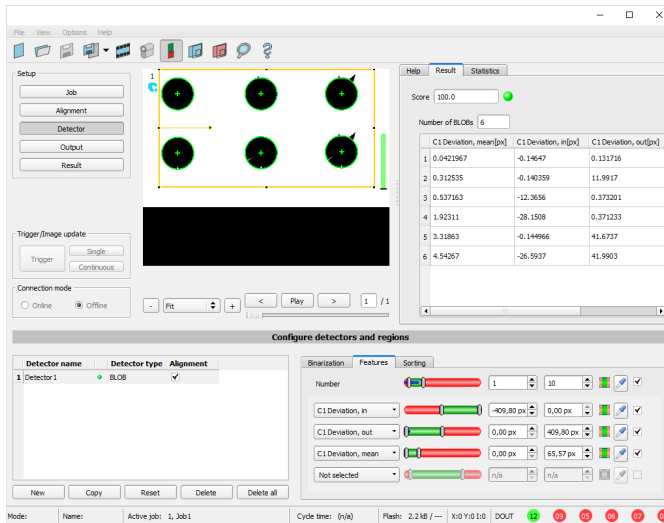 File View Options Help
Setup
Job
Alignment
Detector
Output
Result
Trigger/Image update
Trigger
Single
Continuous
Connection mode
Online Offline
1
- Fit + < Play > 1 / 1
Help Result Statistics
Score 100.0
Number of BLOBs 6
C1 Deviation, mean[px] C1 Deviation, in[px] C1 Deviation, out[px]
1 0.0421967 -0.14647 0.131716
2 0.312535 -0.140359 11.9917
3 0.537163 -12.3656 0.373201
4 1.92311 -28.1508 0.371233
5 3.31863 -0.144966 41.6737
6 4.54267 -26.5937 41.9903
Configure detectors and regions
Detector name Detector type Alignment
1 Detector1 BLOB
New Copy Reset Delete Delete all
Binarization Features Sorting
Number 1 10
C1 Deviation, in -409,80 px 0,00 px
C1 Deviation, out 0,00 px 409,80 px
C1 Deviation, mean 0,00 px 65,57 px
Not selected n/a n/a
Mode: Name: Active job: 1, Job1 Cycle time: (n/a) Flash: 2.2 kB / --- X:0 Y:0 I:0 DOUT 12 09 05 06 07